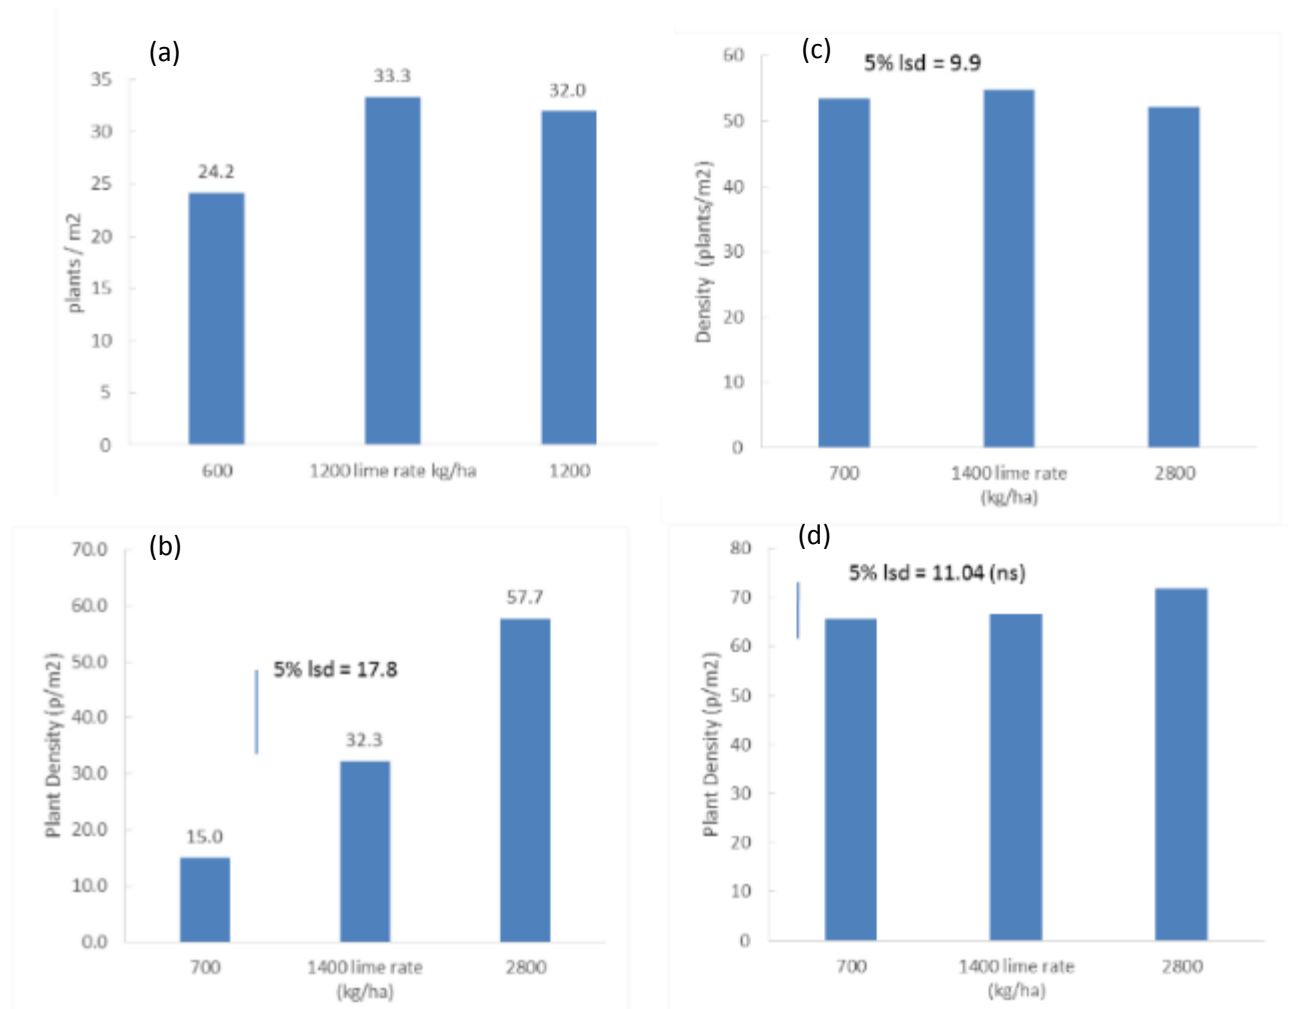 (a)
35
30
25
20
15
10
5
0
plants / m2
24.2
33.3
32.0
600
1200 lime rate kg/ha
1200
(c)
5% lsd = 9.9
60
50
40
30
20
10
0
Density (plants/m2)
700
1400 lime rate
(kg/ha)
2800
(b)
70.0
60.0
50.0
40.0
30.0
20.0
10.0
0.0
Plant Density (p/m2)
5% lsd = 17.8
15.0
32.3
57.7
700
1400 lime rate
(kg/ha)
2800
(d)
5% lsd = 11.04 (ns)
80
70
60
50
40
30
20
10
0
Plant Density (p/m2)
700
1400 lime rate
(kg/ha)
2800